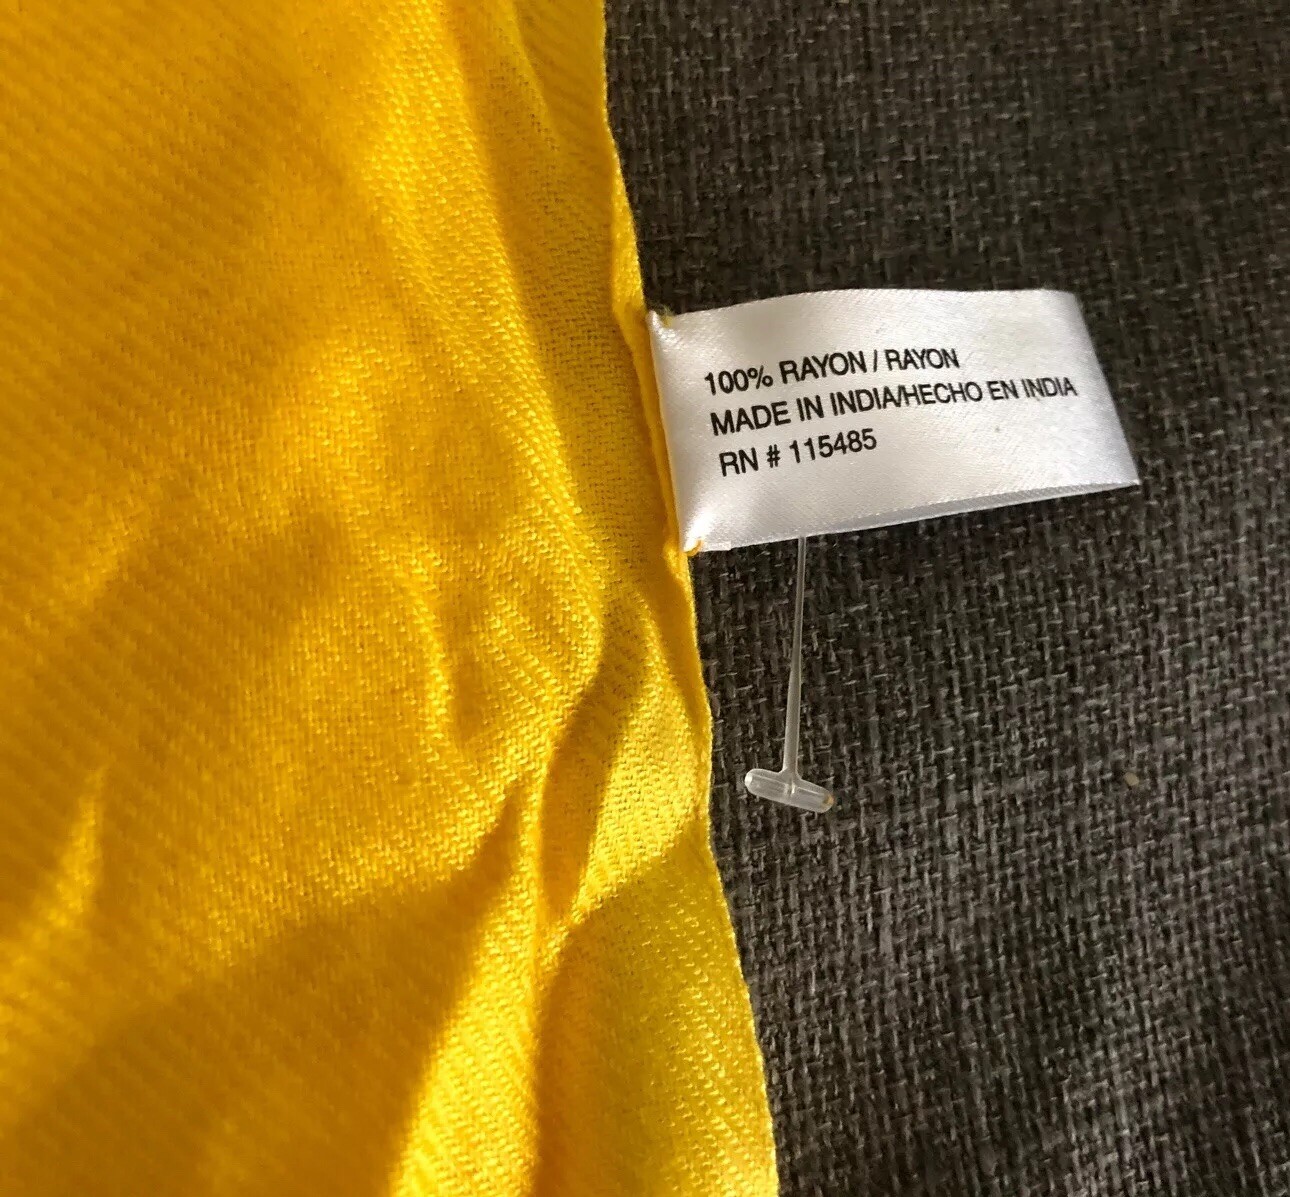 100% RAYON / RAYON
MADE IN INDIA/HECHO EN INDIA
RN # 115485